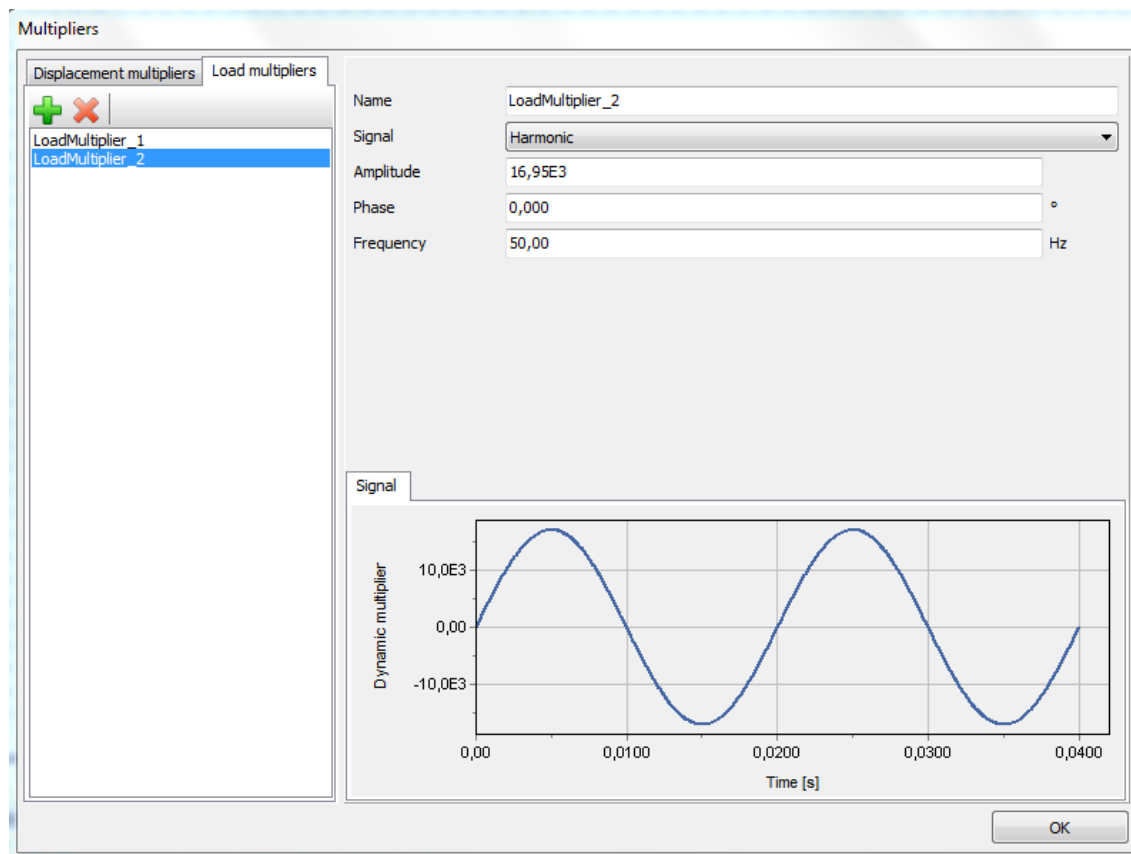 Multipliers
Displacement multipliers Load multipliers
LoadMultiplier_1
LoadMultiplier_2
Name LoadMultiplier_2
Signal Harmonic
Amplitude 16,95E3
Phase 0,000 °
Frequency 50,00 Hz
Signal
Dynamic multiplier
10,0E3
0,00
-10,0E3
0,00 0,0100 0,0200 0,0300 0,0400
Time [s]
OK